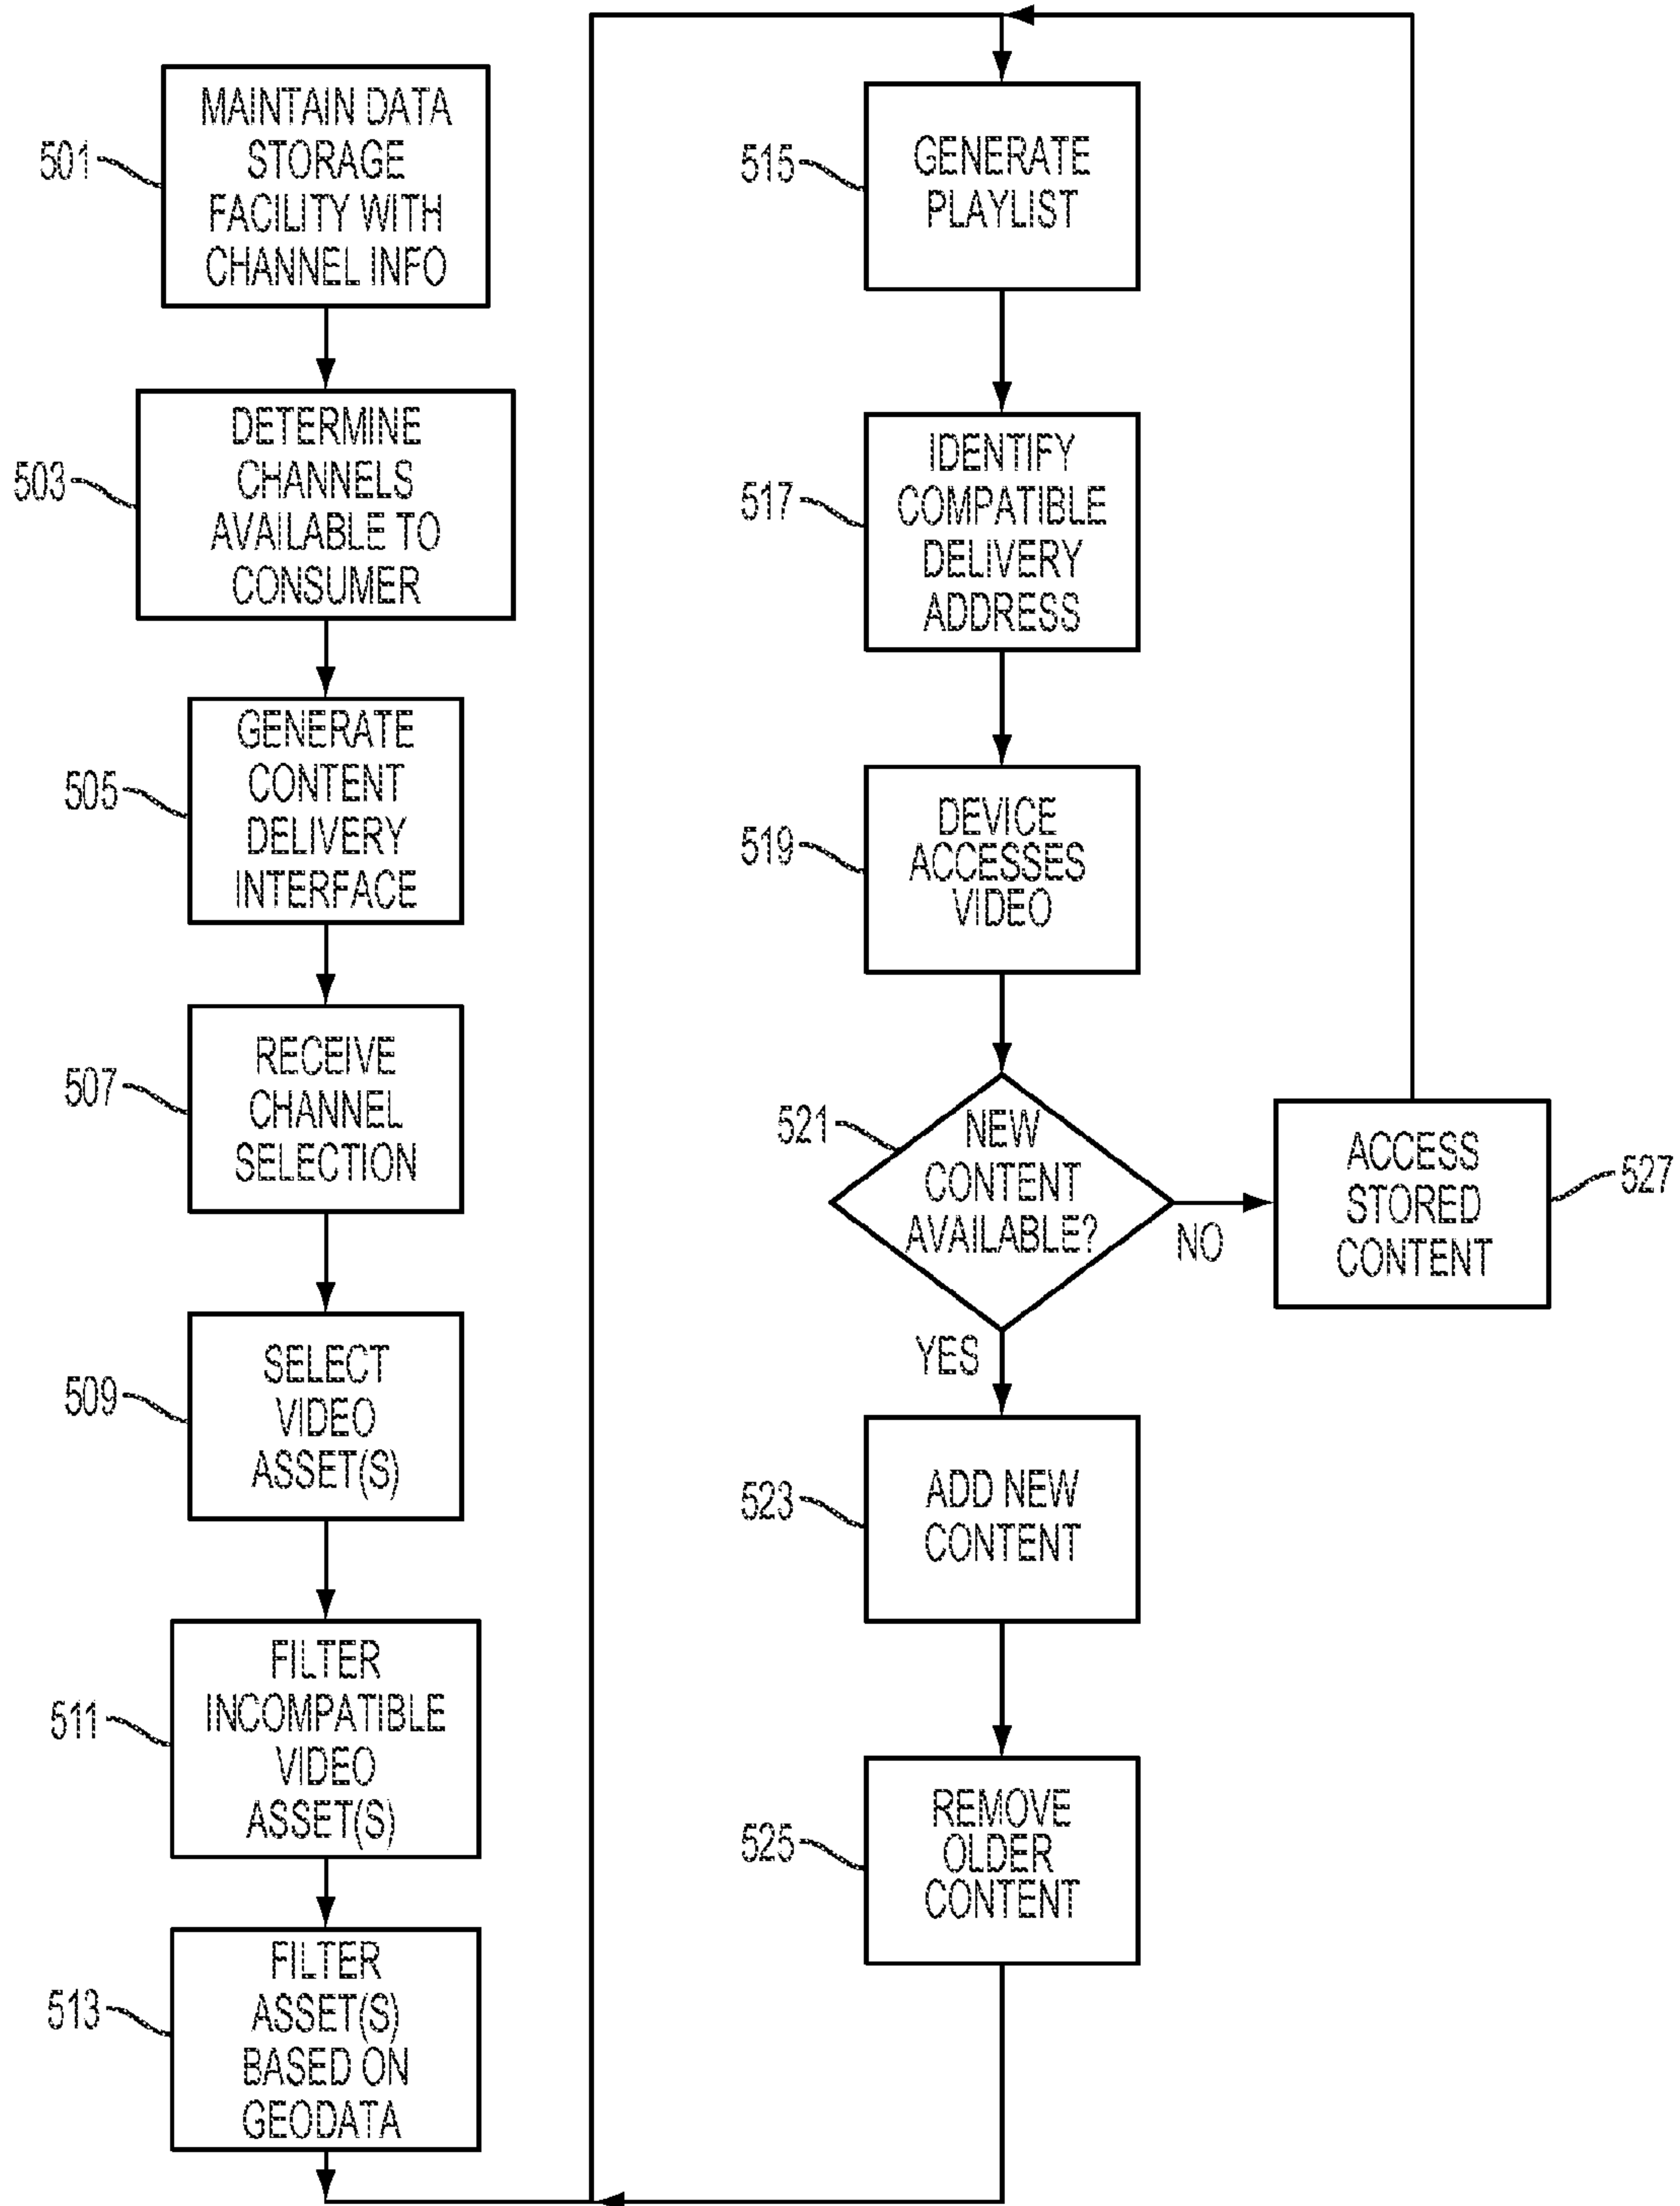 501
MAINTAIN DATA
STORAGE
FACILITY WITH
CHANNEL INFO
503
DETERMINE
CHANNELS
AVAILABLE TO
CONSUMER
505
GENERATE
CONTENT
DELIVERY
INTERFACE
507
RECEIVE
CHANNEL
SELECTION
509
SELECT
VIDEO
ASSET(S)
511
FILTER
INCOMPATIBLE
VIDEO
ASSET(S)
513
FILTER
ASSET(S)
BASED ON
GEODATA
515
GENERATE
PLAYLIST
517
IDENTIFY
COMPATIBLE
DELIVERY
ADDRESS
519
DEVICE
ACCESSES
VIDEO
521
NEW
CONTENT
AVAILABLE?
NO
YES
ACCESS
STORED
CONTENT
527
523
ADD NEW
CONTENT
525
REMOVE
OLDER
CONTENT